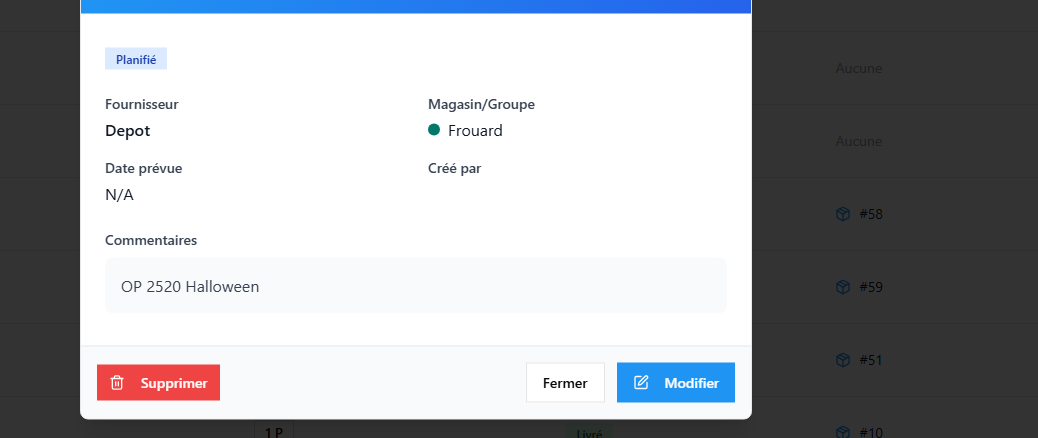 Planifié
Aucune
Fournisseur
Magasin/Groupe
Depot
Frouard
Aucune
Date prévue
Créé par
N/A
#58
Commentaires
OP 2520 Halloween
#59
#51
Supprimer
Fermer
Modifier
1 P
Livré
#10